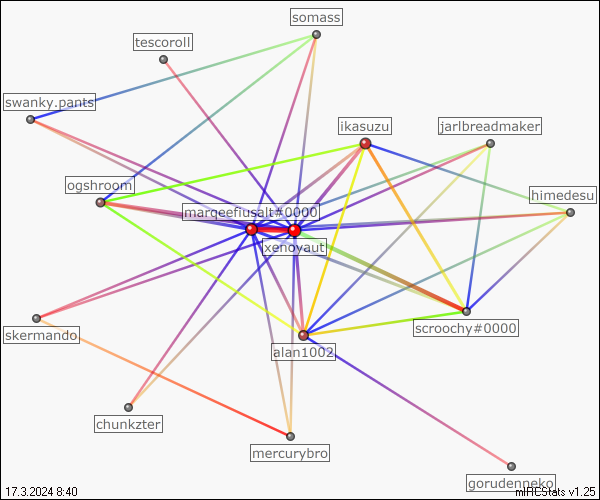 somass
tescoroll
swanky.pants
ikasuzu
jarlbreadmaker
ogshroom
himedesu
margeefiusalt#0000
xenoyaut
skermando
scroochy#0000
alan1002
chunkzter
mercurybro
gorudenneko
17.3.2024 8:40
mIRCStats v1.25